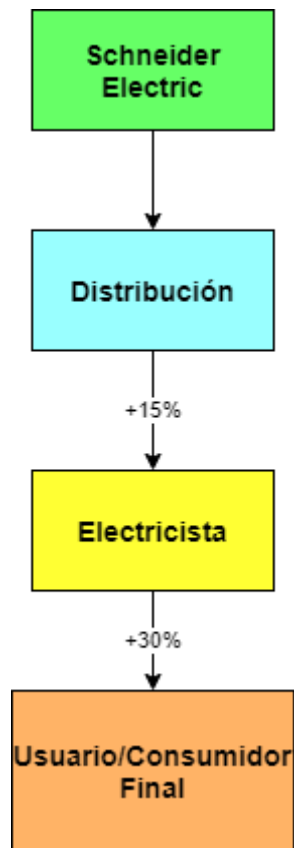 Schneider
Electric
Distribución
+15%
Electricista
+30%
Usuario/Consumidor
Final